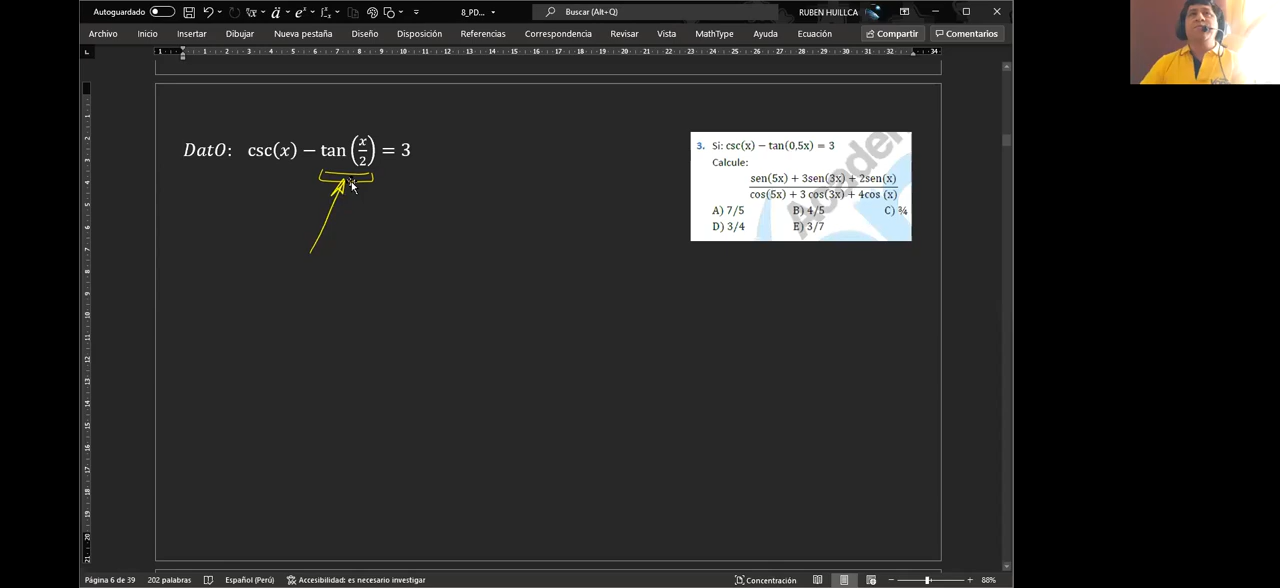 Autoguardado
8_PD...
Buscar (Alt+Q)
RUBEN HUILLCA
Archivo Inicio Insertar Dibujar Nueva pestaña Diseño Disposición Referencias Correspondencia Revisar Vista MathType Ayuda Ecuación Compartir Comentarios
DatO: csc(x) − tan(x/2) = 3
3. Si: csc(x) − tan(0,5x) = 3
Calcule:
sen(5x) + 3sen(3x) + 2sen(x)
cos(5x) + 3 cos(3x) + 4cos (x)
A) 7/5 B) 4/5 C) ¾
D) 3/4 E) 3/7
Academ
Página 6 de 39 202 palabras Español (Perú) Accesibilidad: es necesario investigar Concentración 88%